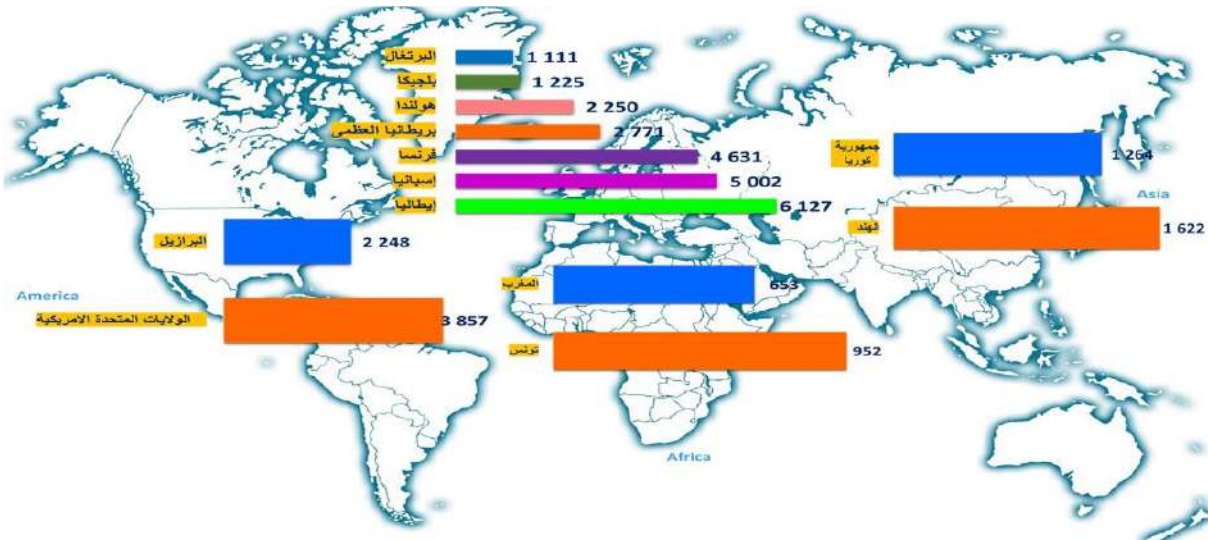 البرتغال 1 111
بلجيكا 1 225
هولندا 2 250
بريطانيا العظمى 2 771
فرنسا 4 631
إسبانيا 5 002
إيطاليا 6 127
جمهورية
كوريا
1 264
Asia
الهند 1 622
البرازيل 2 248
America
الولايات المتحدة الامريكية 3 857
المغرب 653
تونس 952
Africa